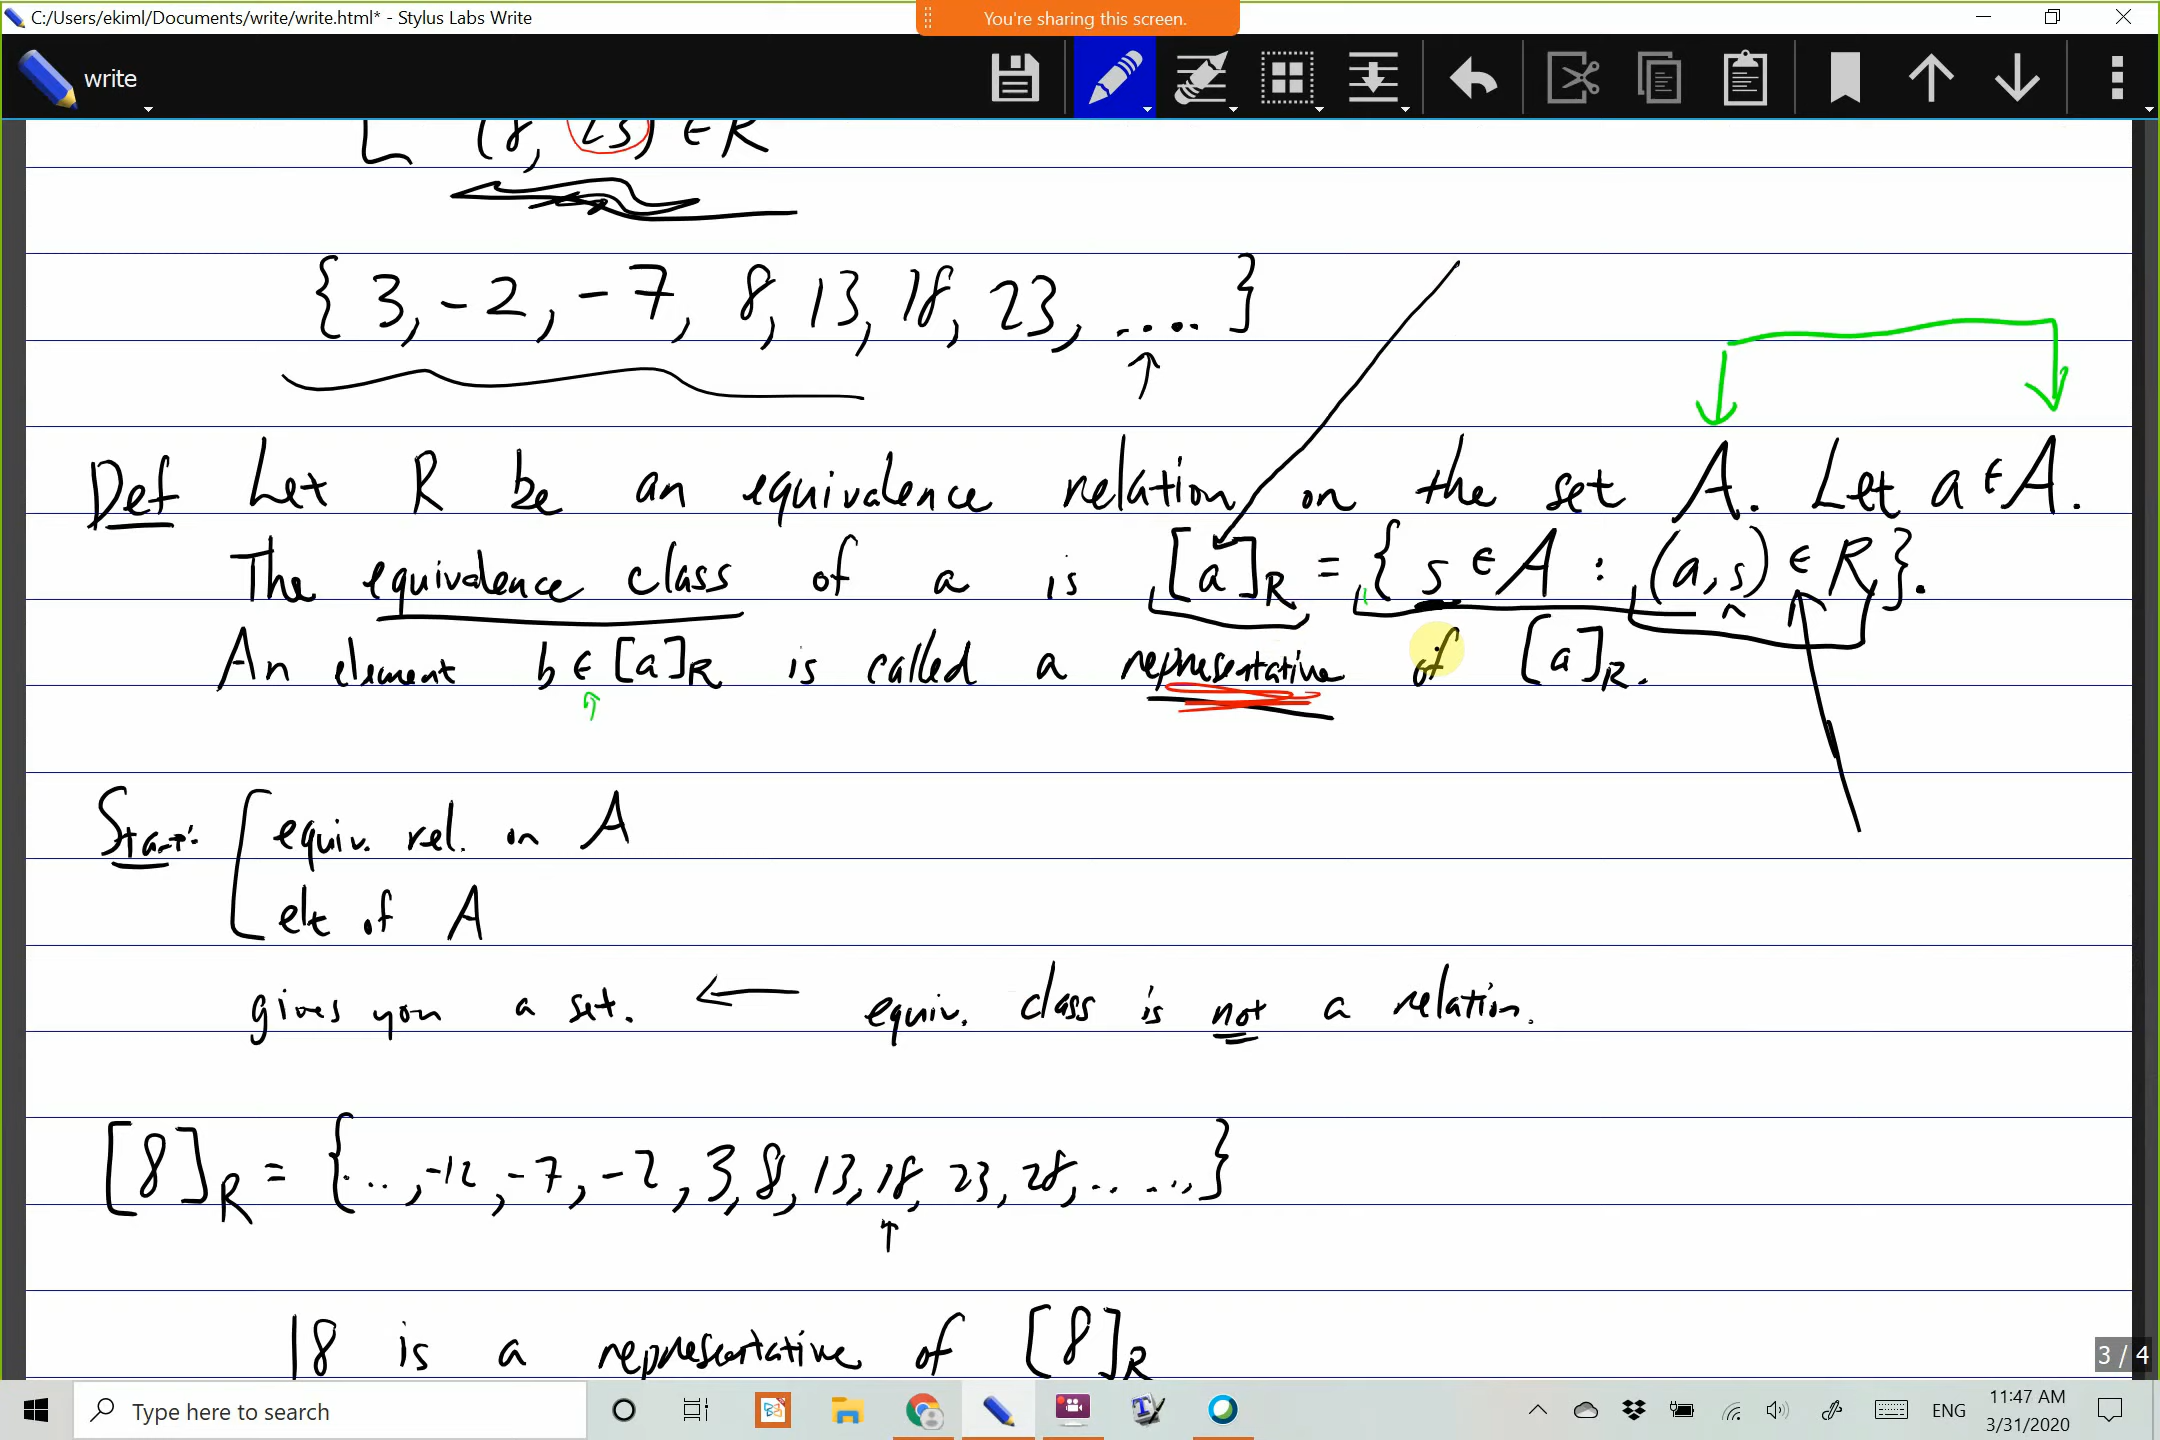 C:/Users/ekiml/Documents/write/write.html* - Stylus Labs Write
You're sharing this screen.
write
(8, 23) ∈ R
{ 3, -2, -7, 8, 13, 18, 23, .... }
Def Let R be an equivalence relation on the set A. Let a ∈ A.
The equivalence class of a is [a]R = { s ∈ A : (a, s) ∈ R }.
An element b ∈ [a]R is called a representative of [a]R.
Start: equiv. rel. on A
elt of A
gives you a set. ← equiv. class is not a relation.
[8]R = {..., -12, -7, -2, 3, 8, 13, 18, 23, 28, .....}
18 is a representative of [8]R
3 / 4
Type here to search
ENG
11:47 AM
3/31/2020